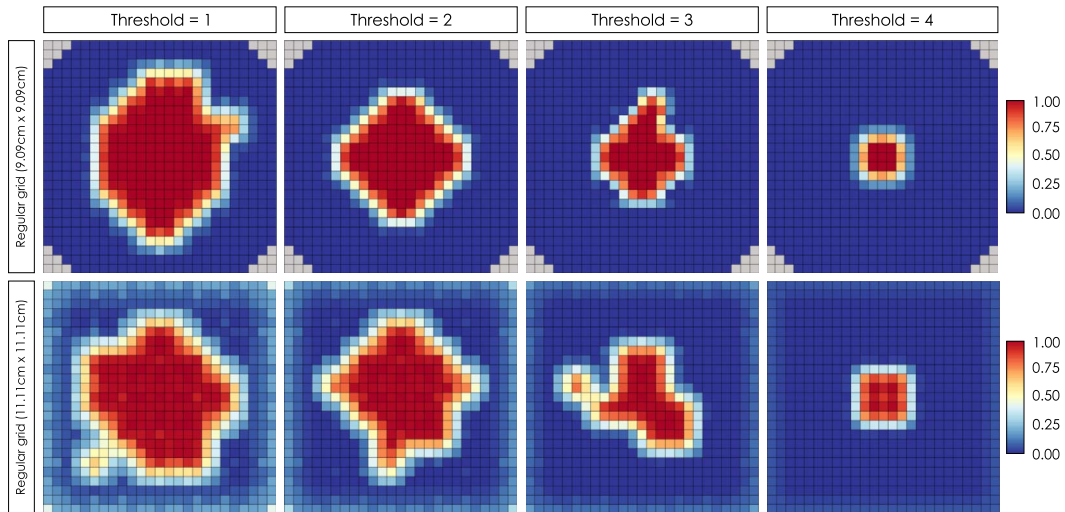 Threshold = 1
Threshold = 2
Threshold = 3
Threshold = 4
Regular grid (9.09cm x 9.09cm)
1.00
0.75
0.50
0.25
0.00
Regular grid (11.11cm x 11.11cm)
1.00
0.75
0.50
0.25
0.00